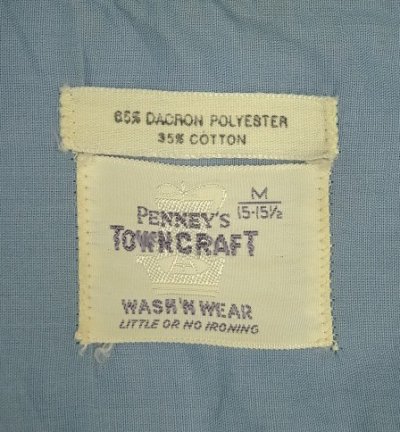 65% DACRON POLYESTER
35% COTTON
M
15-15½
PENNEY'S
TOWNCRAFT
WASH'N WEAR
LITTLE OR NO IRONING